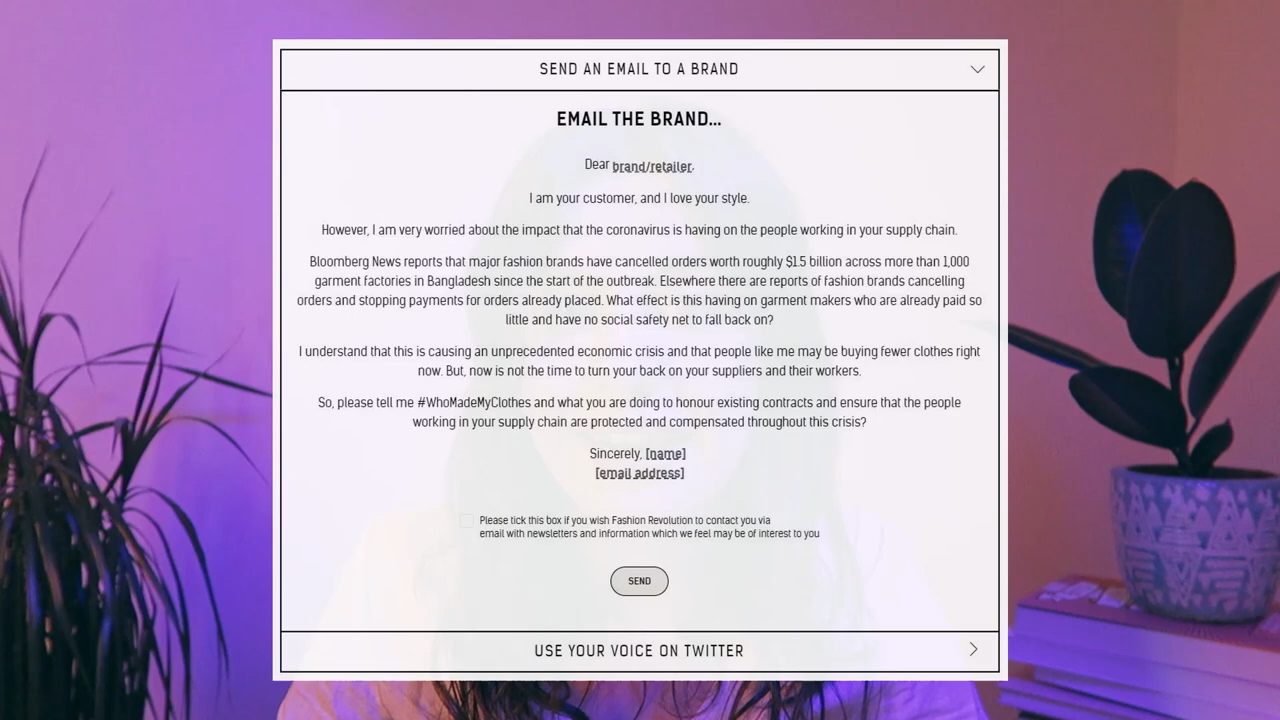 SEND AN EMAIL TO A BRAND
EMAIL THE BRAND...
Dear brand/retailer,
I am your customer, and I love your style.
However, I am very worried about the impact that the coronavirus is having on the people working in your supply chain.
Bloomberg News reports that major fashion brands have cancelled orders worth roughly $1.5 billion across more than 1,000
garment factories in Bangladesh since the start of the outbreak. Elsewhere there are reports of fashion brands cancelling
orders and stopping payments for orders already placed. What effect is this having on garment makers who are already paid so
little and have no social safety net to fall back on?
I understand that this is causing an unprecedented economic crisis and that people like me may be buying fewer clothes right
now. But, now is not the time to turn your back on your suppliers and their workers.
So, please tell me #WhoMadeMyClothes and what you are doing to honour existing contracts and ensure that the people
working in your supply chain are protected and compensated throughout this crisis?
Sincerely, [name]
[email address]
Please tick this box if you wish Fashion Revolution to contact you via
email with newsletters and information which we feel may be of interest to you
SEND
USE YOUR VOICE ON TWITTER